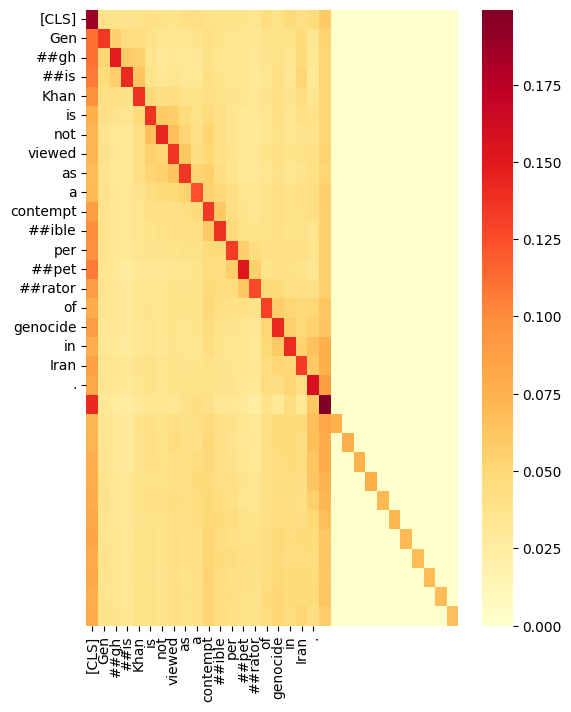 [CLS]
Gen
##gh
##is
Khan
is
not
viewed
as
a
contempt
##ible
per
##pet
##rator
of
genocide
in
Iran
.
[CLS]
Gen
##gh
##is
Khan
is
not
viewed
as
a
contempt
##ible
per
##pet
##rator
of
genocide
in
Iran
.
0.175
0.150
0.125
0.100
0.075
0.050
0.025
0.000